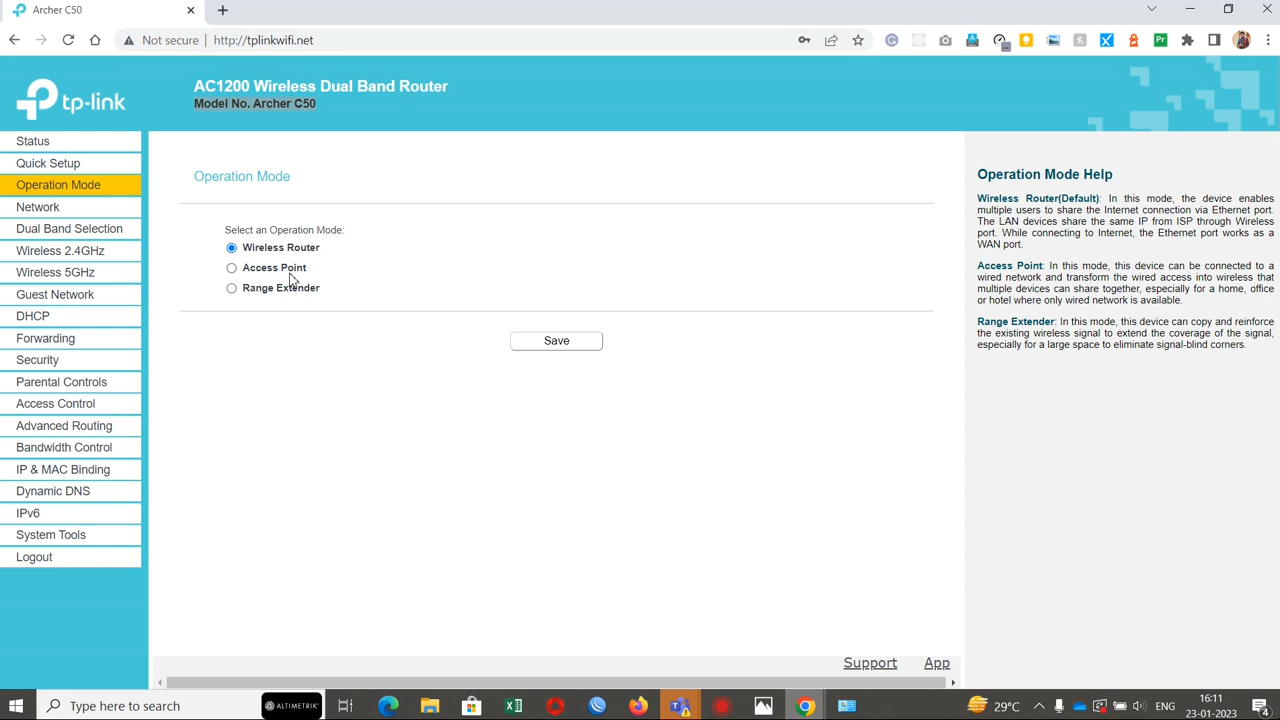 Archer C50
Not secure | http://tplinkwifi.net
tp-link
AC1200 Wireless Dual Band Router
Model No. Archer C50
Status
Quick Setup
Operation Mode
Network
Dual Band Selection
Wireless 2.4GHz
Wireless 5GHz
Guest Network
DHCP
Forwarding
Security
Parental Controls
Access Control
Advanced Routing
Bandwidth Control
IP & MAC Binding
Dynamic DNS
IPv6
System Tools
Logout
Operation Mode
Select an Operation Mode:
Wireless Router
Access Point
Range Extender
Save
Operation Mode Help
Wireless Router(Default): In this mode, the device enables
multiple users to share the Internet connection via Ethernet port.
The LAN devices share the same IP from ISP through Wireless
port. While connecting to Internet, the Ethernet port works as a
WAN port.
Access Point: In this mode, this device can be connected to a
wired network and transform the wired access into wireless that
multiple devices can share together, especially for a home, office
or hotel where only wired network is available.
Range Extender: In this mode, this device can copy and reinforce
the existing wireless signal to extend the coverage of the signal,
especially for a large space to eliminate signal-blind corners.
Support
App
Type here to search
ALTIMETRIK
29°C
ENG
16:11
23-01-2023
4